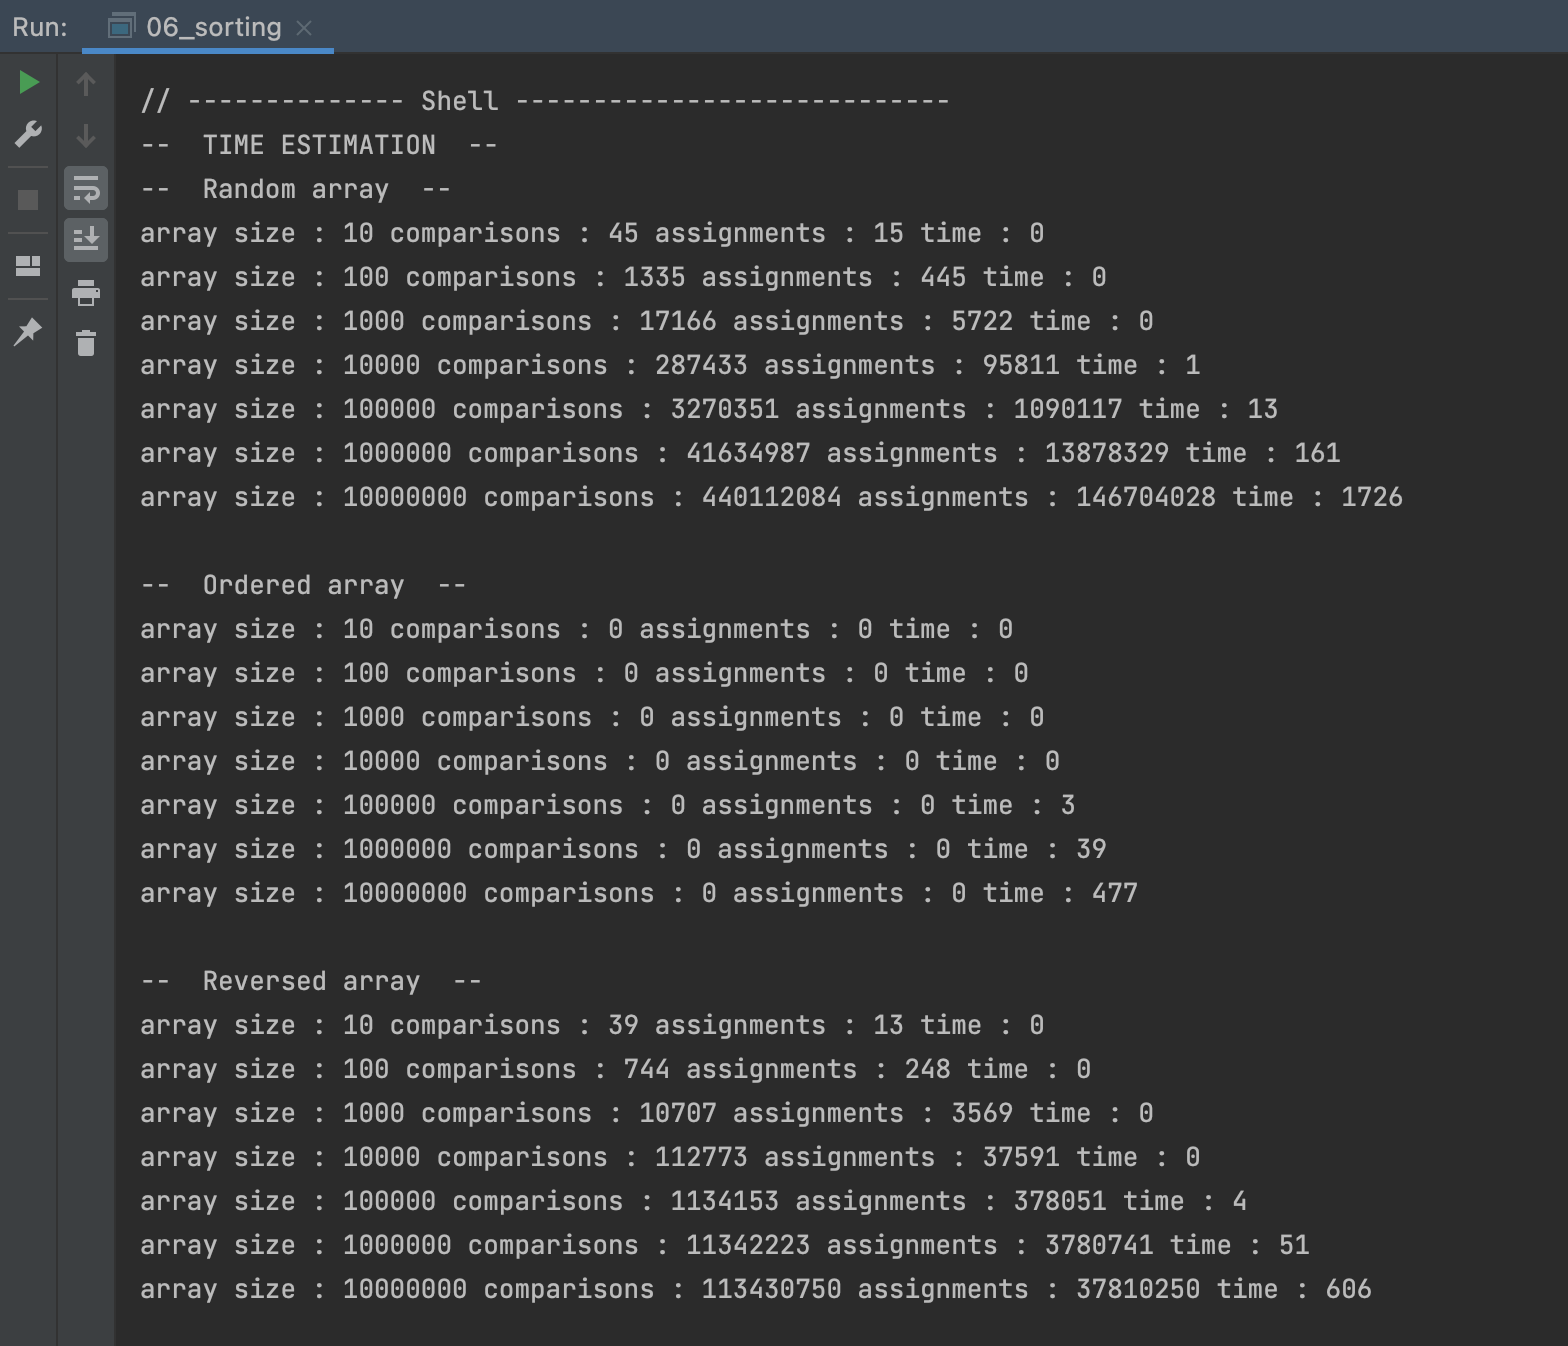 Run: 06_sorting
// -------------- Shell ----------------------------
--  TIME ESTIMATION  --
--  Random array  --
array size : 10 comparisons : 45 assignments : 15 time : 0
array size : 100 comparisons : 1335 assignments : 445 time : 0
array size : 1000 comparisons : 17166 assignments : 5722 time : 0
array size : 10000 comparisons : 287433 assignments : 95811 time : 1
array size : 100000 comparisons : 3270351 assignments : 1090117 time : 13
array size : 1000000 comparisons : 41634987 assignments : 13878329 time : 161
array size : 10000000 comparisons : 440112084 assignments : 146704028 time : 1726
--  Ordered array  --
array size : 10 comparisons : 0 assignments : 0 time : 0
array size : 100 comparisons : 0 assignments : 0 time : 0
array size : 1000 comparisons : 0 assignments : 0 time : 0
array size : 10000 comparisons : 0 assignments : 0 time : 0
array size : 100000 comparisons : 0 assignments : 0 time : 3
array size : 1000000 comparisons : 0 assignments : 0 time : 39
array size : 10000000 comparisons : 0 assignments : 0 time : 477
--  Reversed array  --
array size : 10 comparisons : 39 assignments : 13 time : 0
array size : 100 comparisons : 744 assignments : 248 time : 0
array size : 1000 comparisons : 10707 assignments : 3569 time : 0
array size : 10000 comparisons : 112773 assignments : 37591 time : 0
array size : 100000 comparisons : 1134153 assignments : 378051 time : 4
array size : 1000000 comparisons : 11342223 assignments : 3780741 time : 51
array size : 10000000 comparisons : 113430750 assignments : 37810250 time : 606